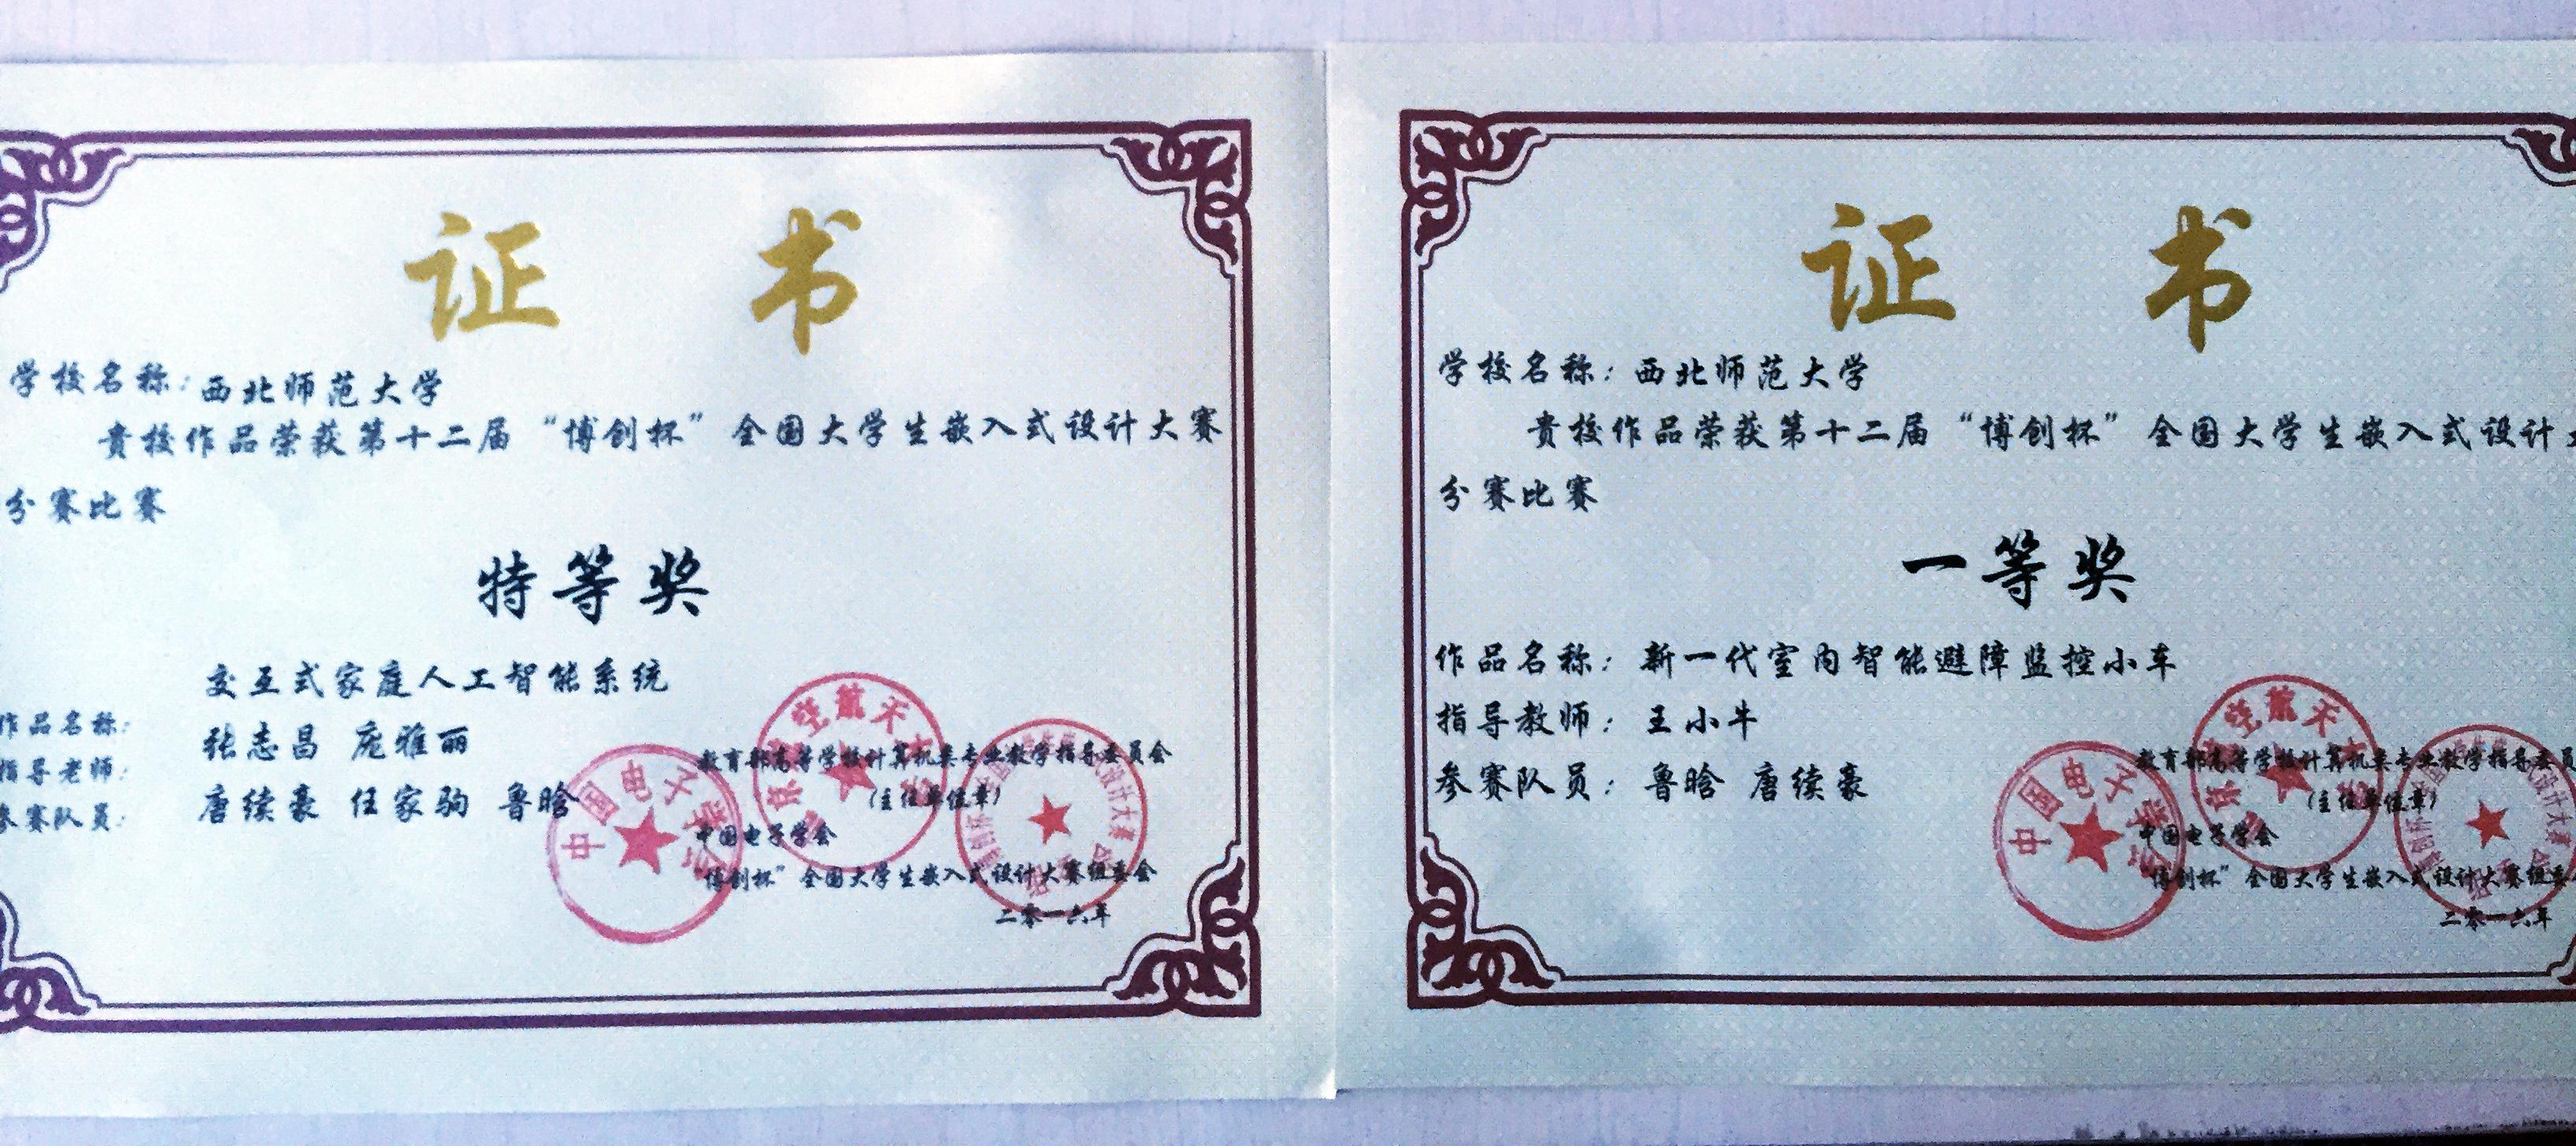 证 书
学校名称：西北师范大学
贵校作品荣获第十二届“博创杯”全国大学生嵌入式设计大赛
分赛比赛
特等奖
作品名称： 交互式家庭人工智能系统
指导老师： 张志昌 庞雅丽
参赛队员： 唐续豪 任家驹 鲁晗
教育部高等学校计算机类专业教学指导委员会
（主任单位章）
中国电子学会
“博创杯”全国大学生嵌入式设计大赛组委会
二零一六年
中国电子学会
证 书
学校名称：西北师范大学
贵校作品荣获第十二届“博创杯”全国大学生嵌入式设计
分赛比赛
一等奖
作品名称：新一代室内智能避障监控小车
指导教师：王小牛
参赛队员：鲁晗 唐续豪
教育部高等学校计算机类专业教学指导委员
（主任单位章）
中国电子学会
“博创杯”全国大学生嵌入式设计大赛组委
二零一六年
中国电子学会